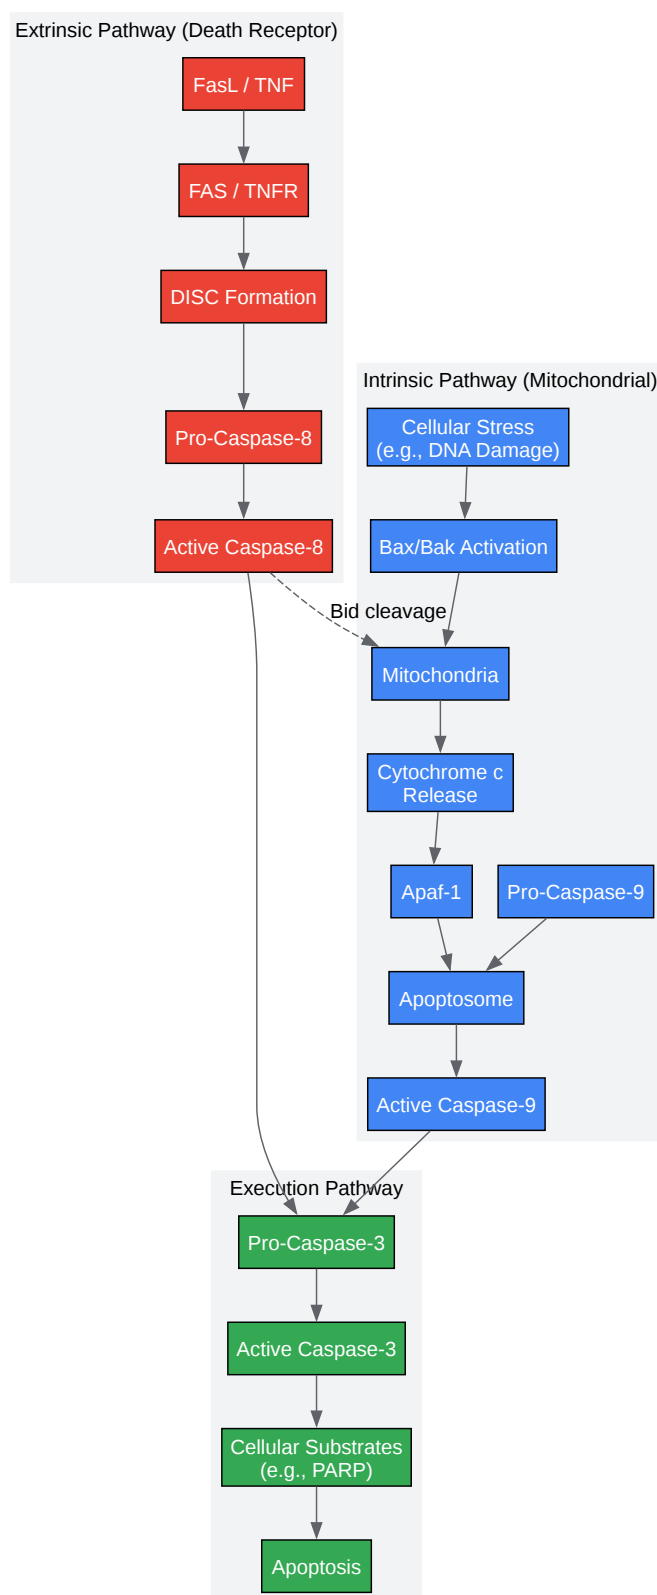 Extrinsic Pathway (Death Receptor)
FasL / TNF
FAS / TNFR
DISC Formation
Pro-Caspase-8
Active Caspase-8
Intrinsic Pathway (Mitochondrial)
Cellular Stress
(e.g., DNA Damage)
Bax/Bak Activation
Bid cleavage
Mitochondria
Cytochrome c
Release
Apaf-1
Pro-Caspase-9
Apoptosome
Active Caspase-9
Execution Pathway
Pro-Caspase-3
Active Caspase-3
Cellular Substrates
(e.g., PARP)
Apoptosis